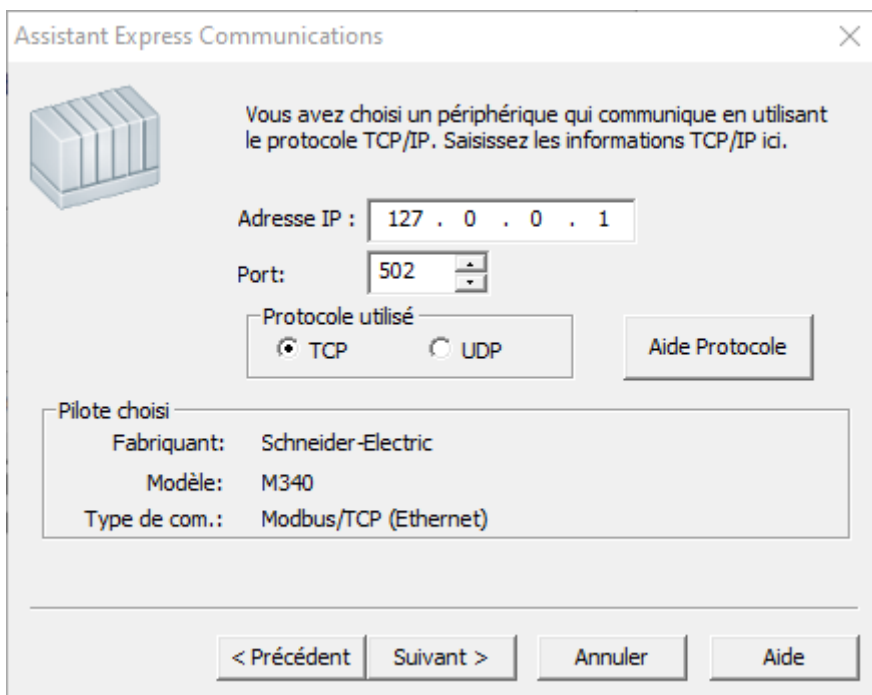 Assistant Express Communications
Vous avez choisi un périphérique qui communique en utilisant
le protocole TCP/IP. Saisissez les informations TCP/IP ici.
Adresse IP : 127 . 0 . 0 . 1
Port: 502
Protocole utilisé
TCP UDP
Aide Protocole
Pilote choisi
Fabriquant: Schneider-Electric
Modèle: M340
Type de com.: Modbus/TCP (Ethernet)
< Précédent Suivant > Annuler Aide